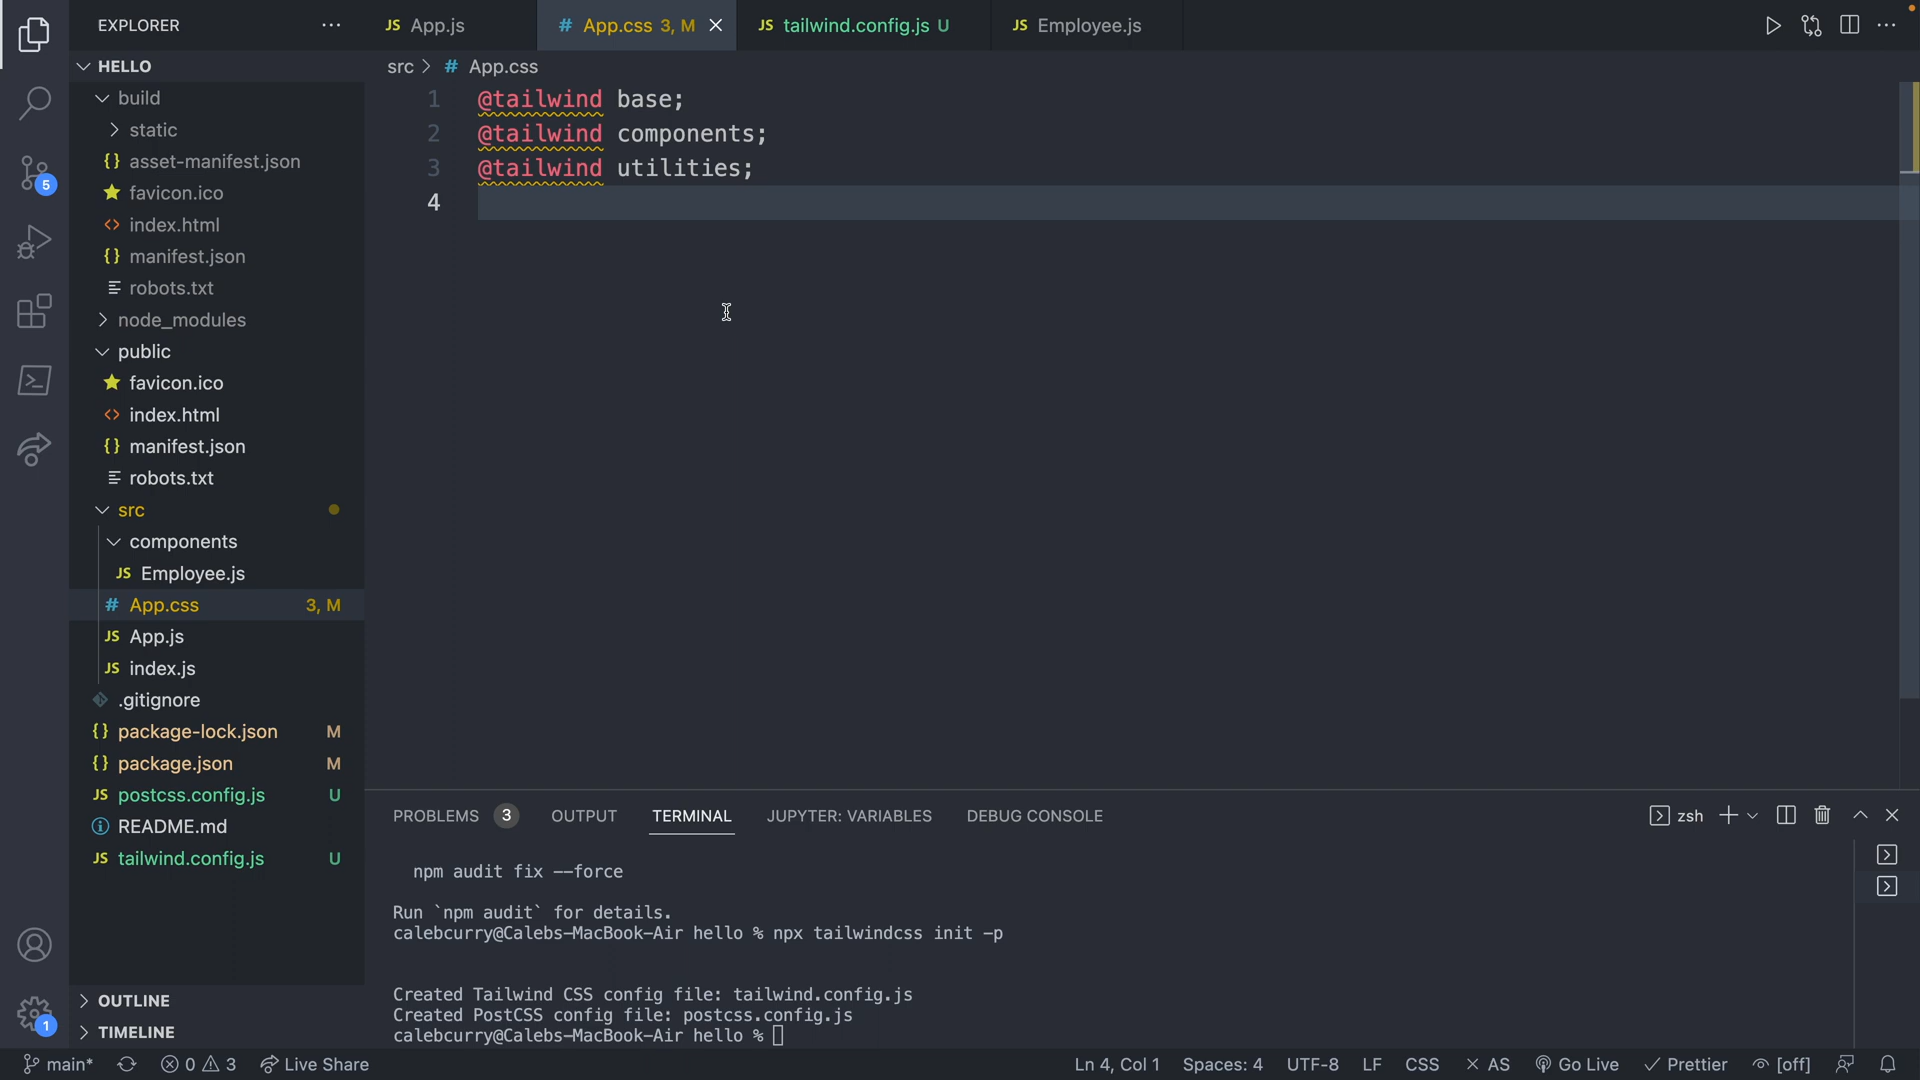 EXPLORER
HELLO
build
static
{} asset-manifest.json
favicon.ico
<> index.html
{} manifest.json
robots.txt
node_modules
public
favicon.ico
<> index.html
{} manifest.json
robots.txt
src
components
JS Employee.js
# App.css 3, M
JS App.js
JS index.js
.gitignore
{} package-lock.json M
{} package.json M
JS postcss.config.js U
README.md
JS tailwind.config.js U
OUTLINE
TIMELINE
5
1
JS App.js
# App.css 3, M
JS tailwind.config.js U
JS Employee.js
src > # App.css
1 @tailwind base;
2 @tailwind components;
3 @tailwind utilities;
4
PROBLEMS 3 OUTPUT TERMINAL JUPYTER: VARIABLES DEBUG CONSOLE
zsh
npm audit fix --force
Run `npm audit` for details.
calebcurry@Calebs-MacBook-Air hello % npx tailwindcss init -p
Created Tailwind CSS config file: tailwind.config.js
Created PostCSS config file: postcss.config.js
calebcurry@Calebs-MacBook-Air hello %
main* 0 3 Live Share Ln 4, Col 1 Spaces: 4 UTF-8 LF CSS AS Go Live Prettier [off]